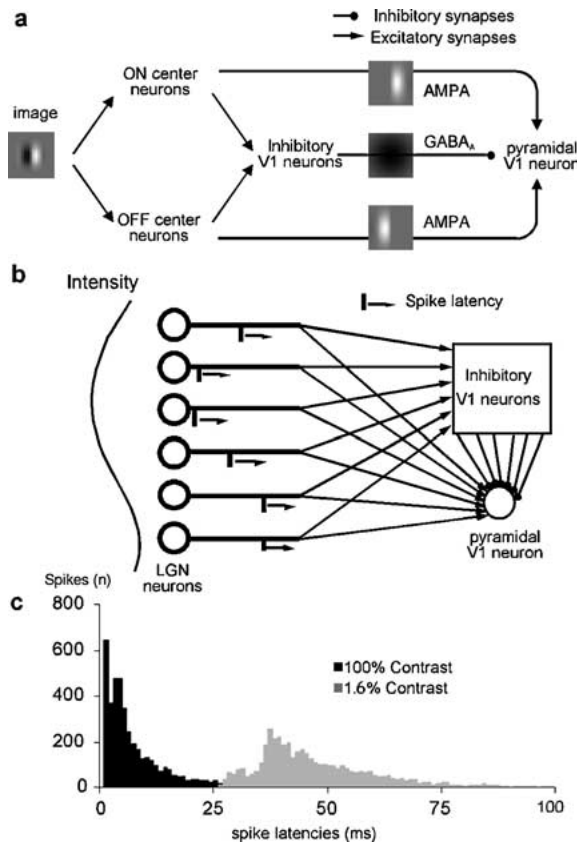 a
Inhibitory synapses
Excitatory synapses
ON center
neurons
AMPA
image
Inhibitory
V1 neurons
GABAA
pyramidal
V1 neuron
OFF center
neurons
AMPA
b
Intensity
Spike latency
Inhibitory
V1 neurons
pyramidal
V1 neuron
LGN
neurons
Spikes (n)
c
800
600
400
200
0
100% Contrast
1.6% Contrast
0
25
50
75
100
spike latencies (ms)